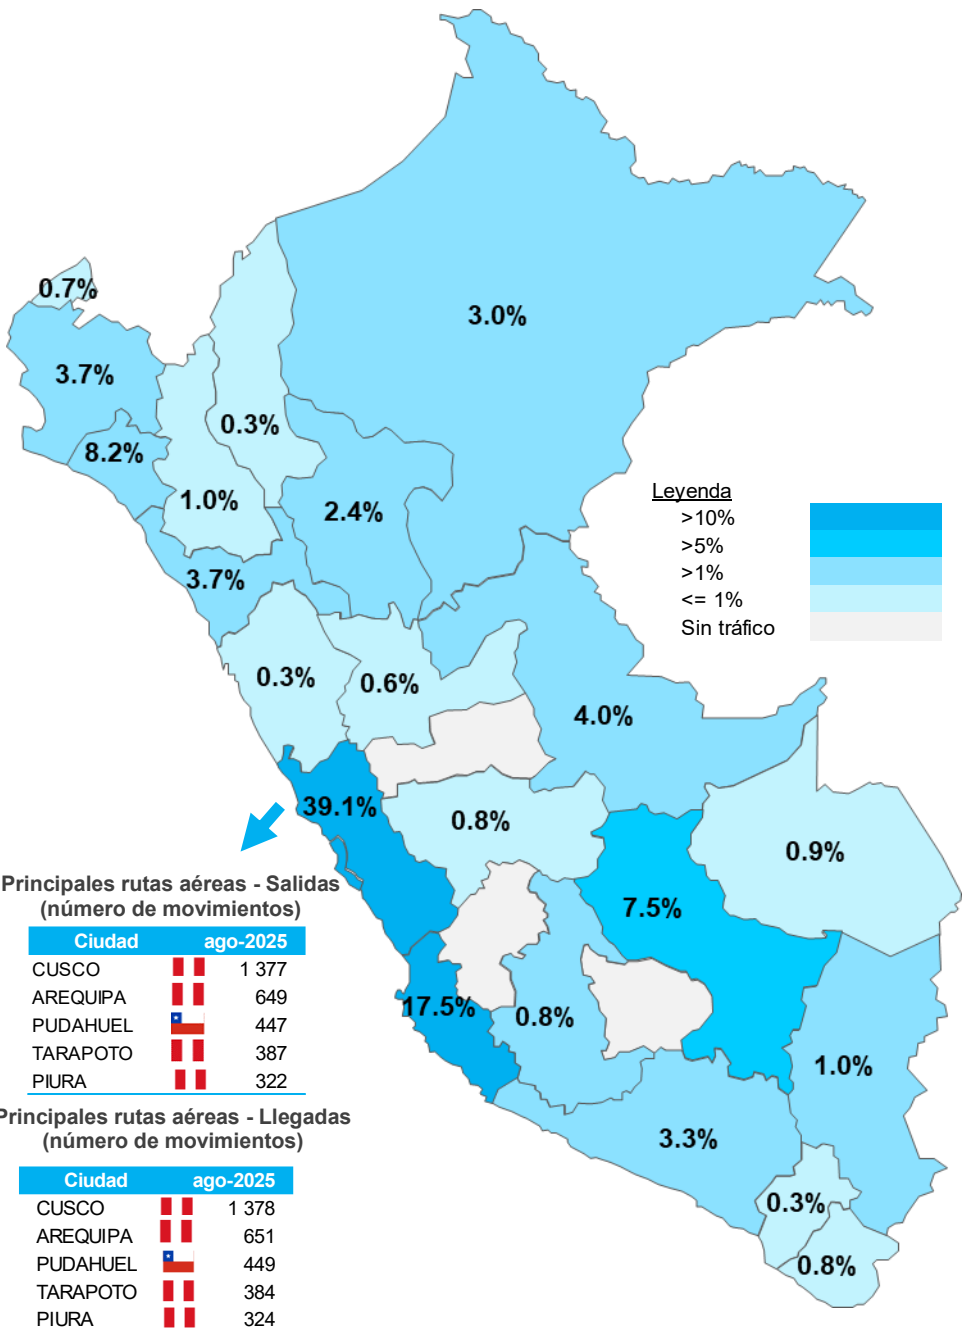 0.7%
3.0%
3.7%
0.3%
8.2%
1.0%
2.4%
Leyenda
>10%
>5%
>1%
<= 1%
Sin tráfico
3.7%
0.3%
0.6%
4.0%
39.1%
0.8%
0.9%
7.5%
17.5%
0.8%
1.0%
3.3%
0.3%
0.8%
Principales rutas aéreas - Salidas
(número de movimientos)
Ciudad ago-2025
CUSCO 1 377
AREQUIPA 649
PUDAHUEL 447
TARAPOTO 387
PIURA 322
Principales rutas aéreas - Llegadas
(número de movimientos)
Ciudad ago-2025
CUSCO 1 378
AREQUIPA 651
PUDAHUEL 449
TARAPOTO 384
PIURA 324